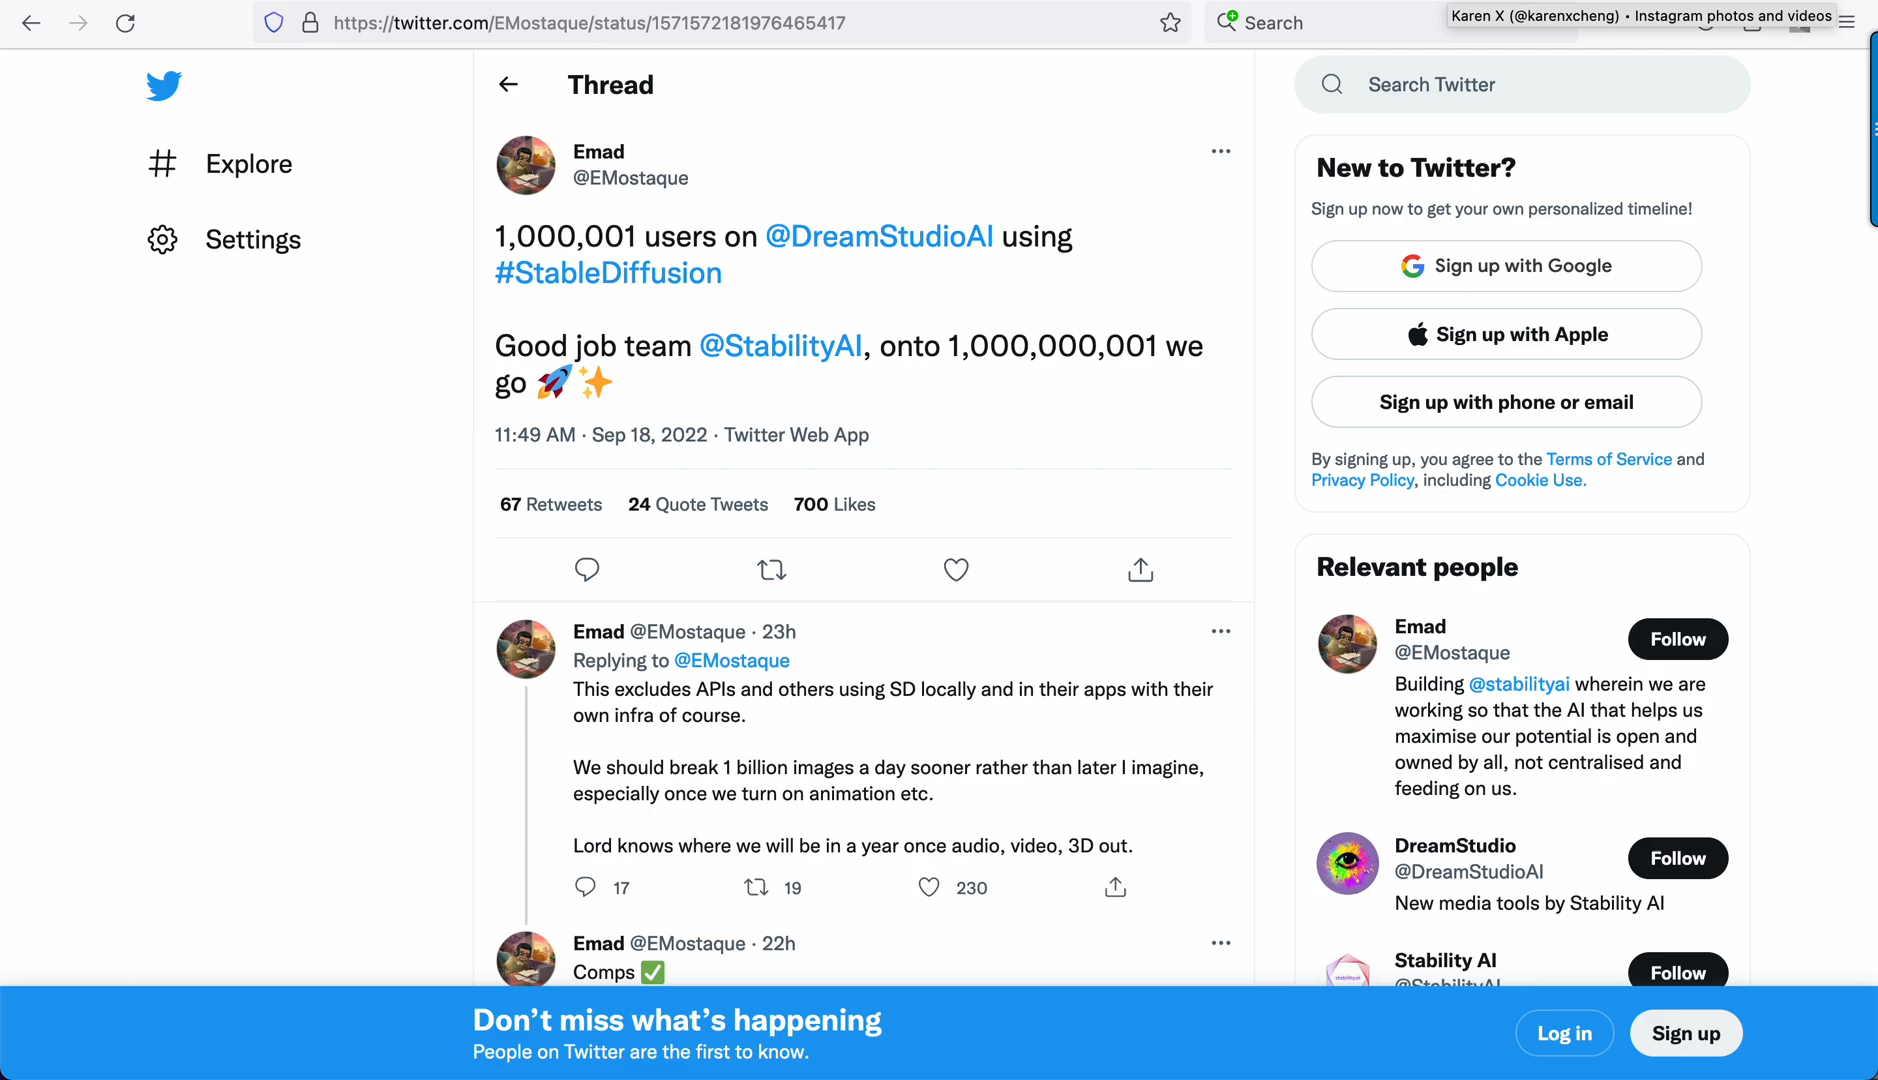 https://twitter.com/EMostaque/status/1571572181976465417
Search
Karen X (@karenxcheng) • Instagram photos and videos
Explore
Settings
Thread
Emad
@EMostaque
1,000,001 users on @DreamStudioAI using
#StableDiffusion
Good job team @StabilityAI, onto 1,000,000,001 we
go 🚀✨
11:49 AM · Sep 18, 2022 · Twitter Web App
67 Retweets 24 Quote Tweets 700 Likes
Emad @EMostaque · 23h
Replying to @EMostaque
This excludes APIs and others using SD locally and in their apps with their
own infra of course.
We should break 1 billion images a day sooner rather than later I imagine,
especially once we turn on animation etc.
Lord knows where we will be in a year once audio, video, 3D out.
17 19 230
Emad @EMostaque · 22h
Comps ✅
Search Twitter
New to Twitter?
Sign up now to get your own personalized timeline!
Sign up with Google
Sign up with Apple
Sign up with phone or email
By signing up, you agree to the Terms of Service and
Privacy Policy, including Cookie Use.
Relevant people
Emad
@EMostaque
Follow
Building @stabilityai wherein we are
working so that the AI that helps us
maximise our potential is open and
owned by all, not centralised and
feeding on us.
DreamStudio
@DreamStudioAI
Follow
New media tools by Stability AI
stability.ai
Stability AI
@StabilityAI
Follow
Don't miss what's happening
People on Twitter are the first to know.
Log in
Sign up